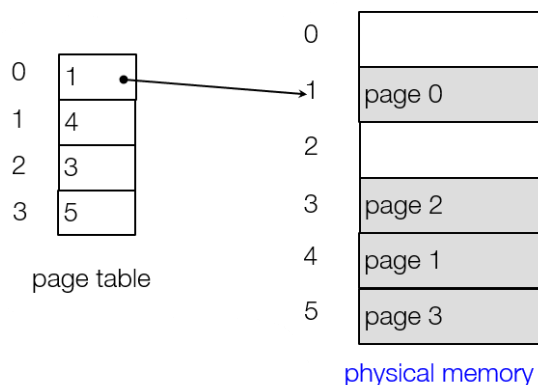 0 1
1 4
2 3
3 5
page table
0
1 page 0
2
3 page 2
4 page 1
5 page 3
physical memory